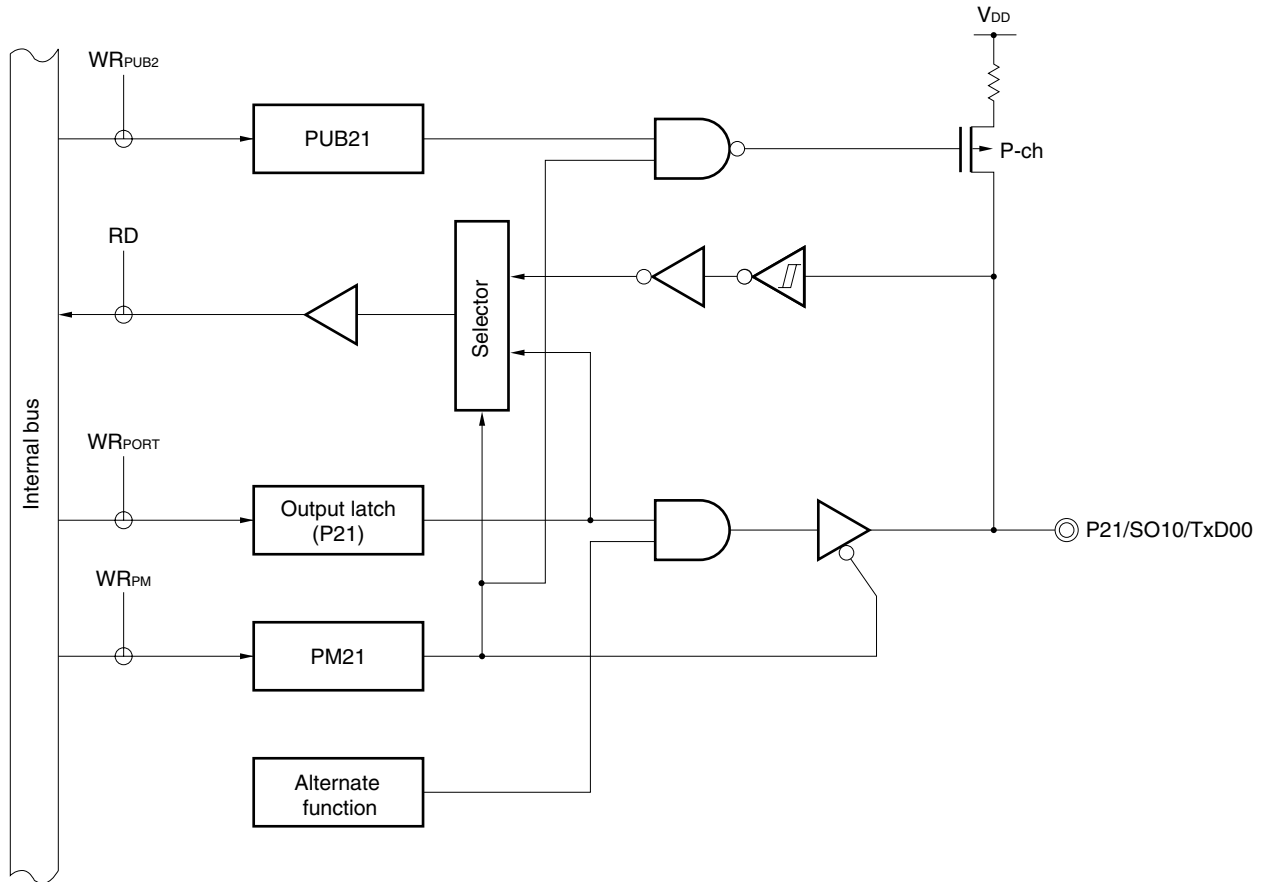 VDD
WRPUB2
PUB21
P-ch
RD
Selector
Internal bus
WRPORT
Output latch
(P21)
P21/SO10/TxD00
WRPM
PM21
Alternate
function